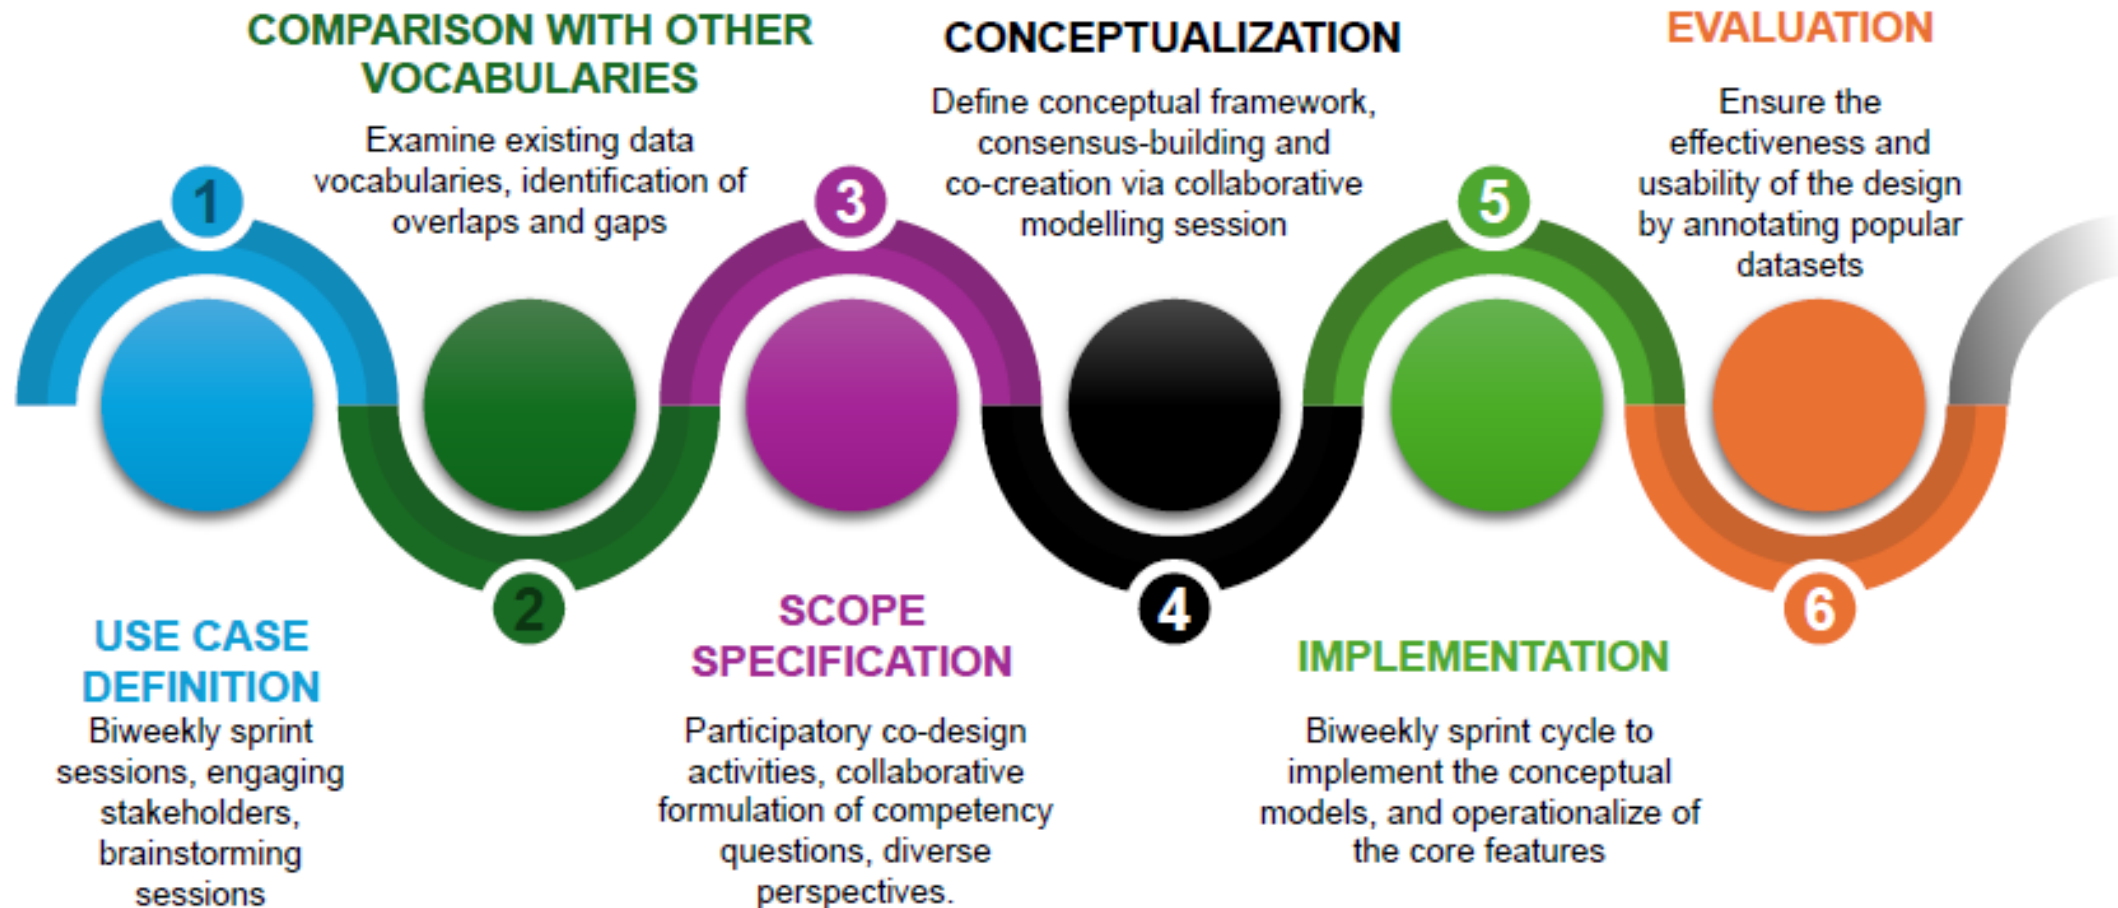 1
USE CASE
DEFINITION
Biweekly sprint
sessions, engaging
stakeholders,
brainstorming
sessions
COMPARISON WITH OTHER
VOCABULARIES
Examine existing data
vocabularies, identification of
overlaps and gaps
2
3
SCOPE
SPECIFICATION
Participatory co-design
activities, collaborative
formulation of competency
questions, diverse
perspectives.
CONCEPTUALIZATION
Define conceptual framework,
consensus-building and
co-creation via collaborative
modelling session
4
5
IMPLEMENTATION
Biweekly sprint cycle to
implement the conceptual
models, and operationalize of
the core features
EVALUATION
Ensure the
effectiveness and
usability of the design
by annotating popular
datasets
6